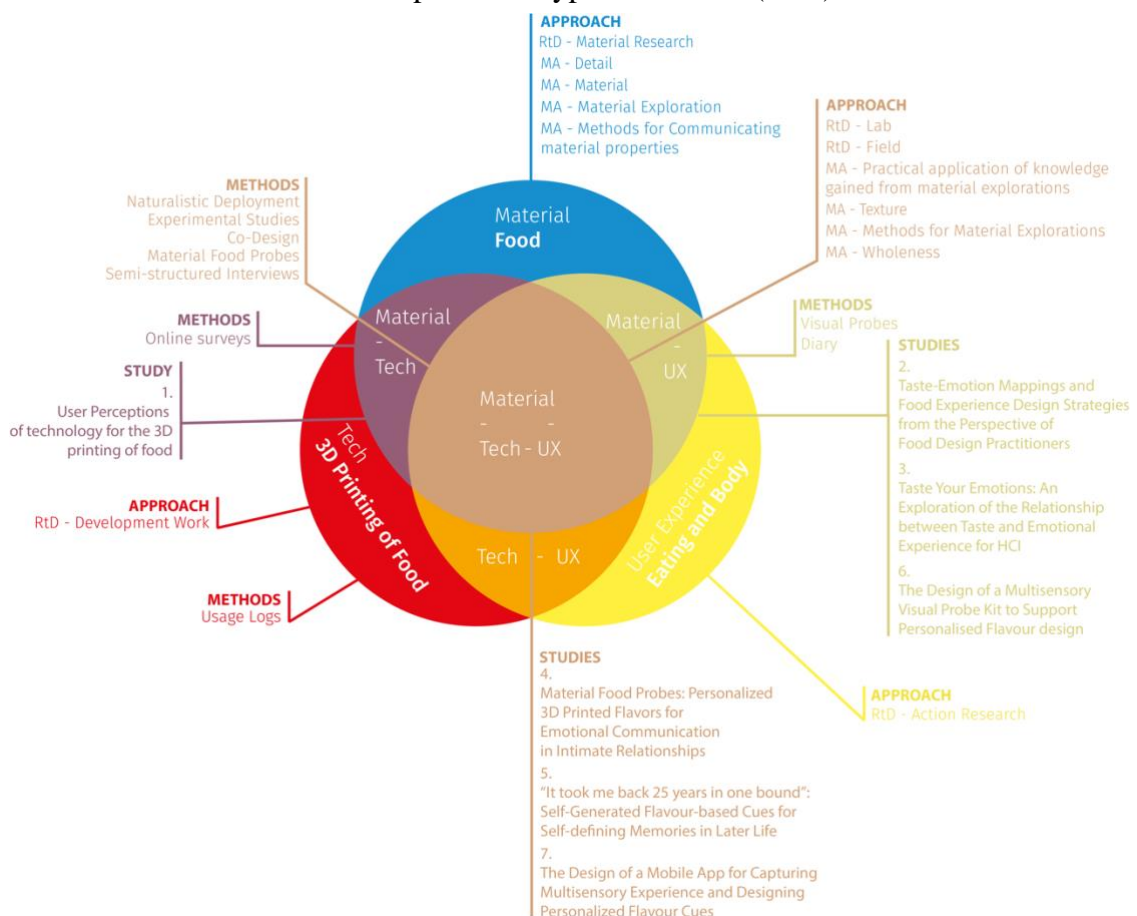 APPROACH
RtD - Material Research
MA - Detail
MA - Material
MA - Material Exploration
MA - Methods for Communicating
material properties
APPROACH
RtD - Lab
RtD - Field
MA - Practical application of knowledge
gained from material explorations
MA - Texture
MA - Methods for Material Explorations
MA - Wholeness
METHODS
Naturalistic Deployment
Experimental Studies
Co-Design
Material Food Probes
Semi-structured Interviews
METHODS
Online surveys
STUDY
1.
User Perceptions
of technology for the 3D
printing of food
APPROACH
RtD - Development Work
METHODS
Usage Logs
Material
Food
Material
-
Tech
Material
-
UX
Material
- -
Tech - UX
Tech
3D Printing of Food
User Experience
Eating and Body
Tech - UX
METHODS
Visual Probes
Diary
STUDIES
2.
Taste-Emotion Mappings and
Food Experience Design Strategies
from the Perspective of
Food Design Practitioners
3.
Taste Your Emotions: An
Exploration of the Relationship
between Taste and Emotional
Experience for HCI
6.
The Design of a Multisensory
Visual Probe Kit to Support
Personalised Flavour design
APPROACH
RtD - Action Research
STUDIES
4.
Material Food Probes: Personalized
3D Printed Flavors for
Emotional Communication
in Intimate Relationships
5.
“It took me back 25 years in one bound”:
Self-Generated Flavour-based Cues for
Self-defining Memories in Later Life
7.
The Design of a Mobile App for Capturing
Multisensory Experience and Designing
Personalized Flavour Cues